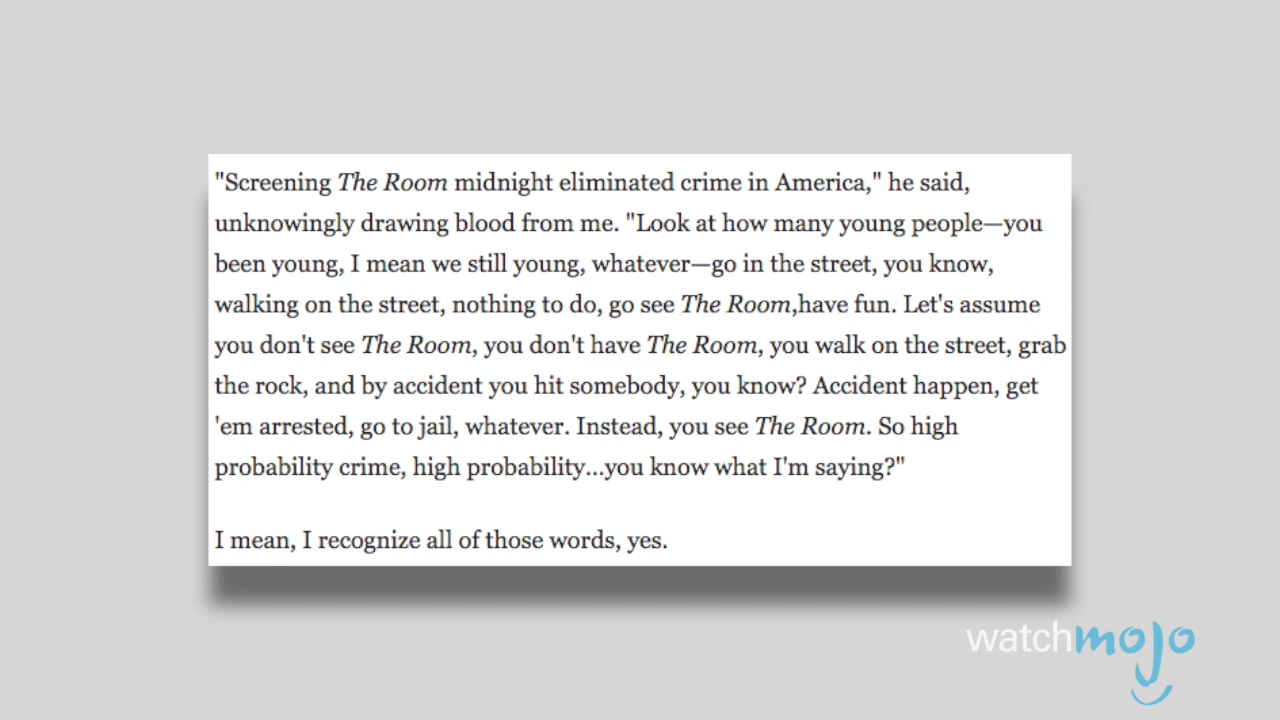 "Screening The Room midnight eliminated crime in America," he said,
unknowingly drawing blood from me. "Look at how many young people—you
been young, I mean we still young, whatever—go in the street, you know,
walking on the street, nothing to do, go see The Room,have fun. Let's assume
you don't see The Room, you don't have The Room, you walk on the street, grab
the rock, and by accident you hit somebody, you know? Accident happen, get
'em arrested, go to jail, whatever. Instead, you see The Room. So high
probability crime, high probability...you know what I'm saying?"
I mean, I recognize all of those words, yes.
watchmojo